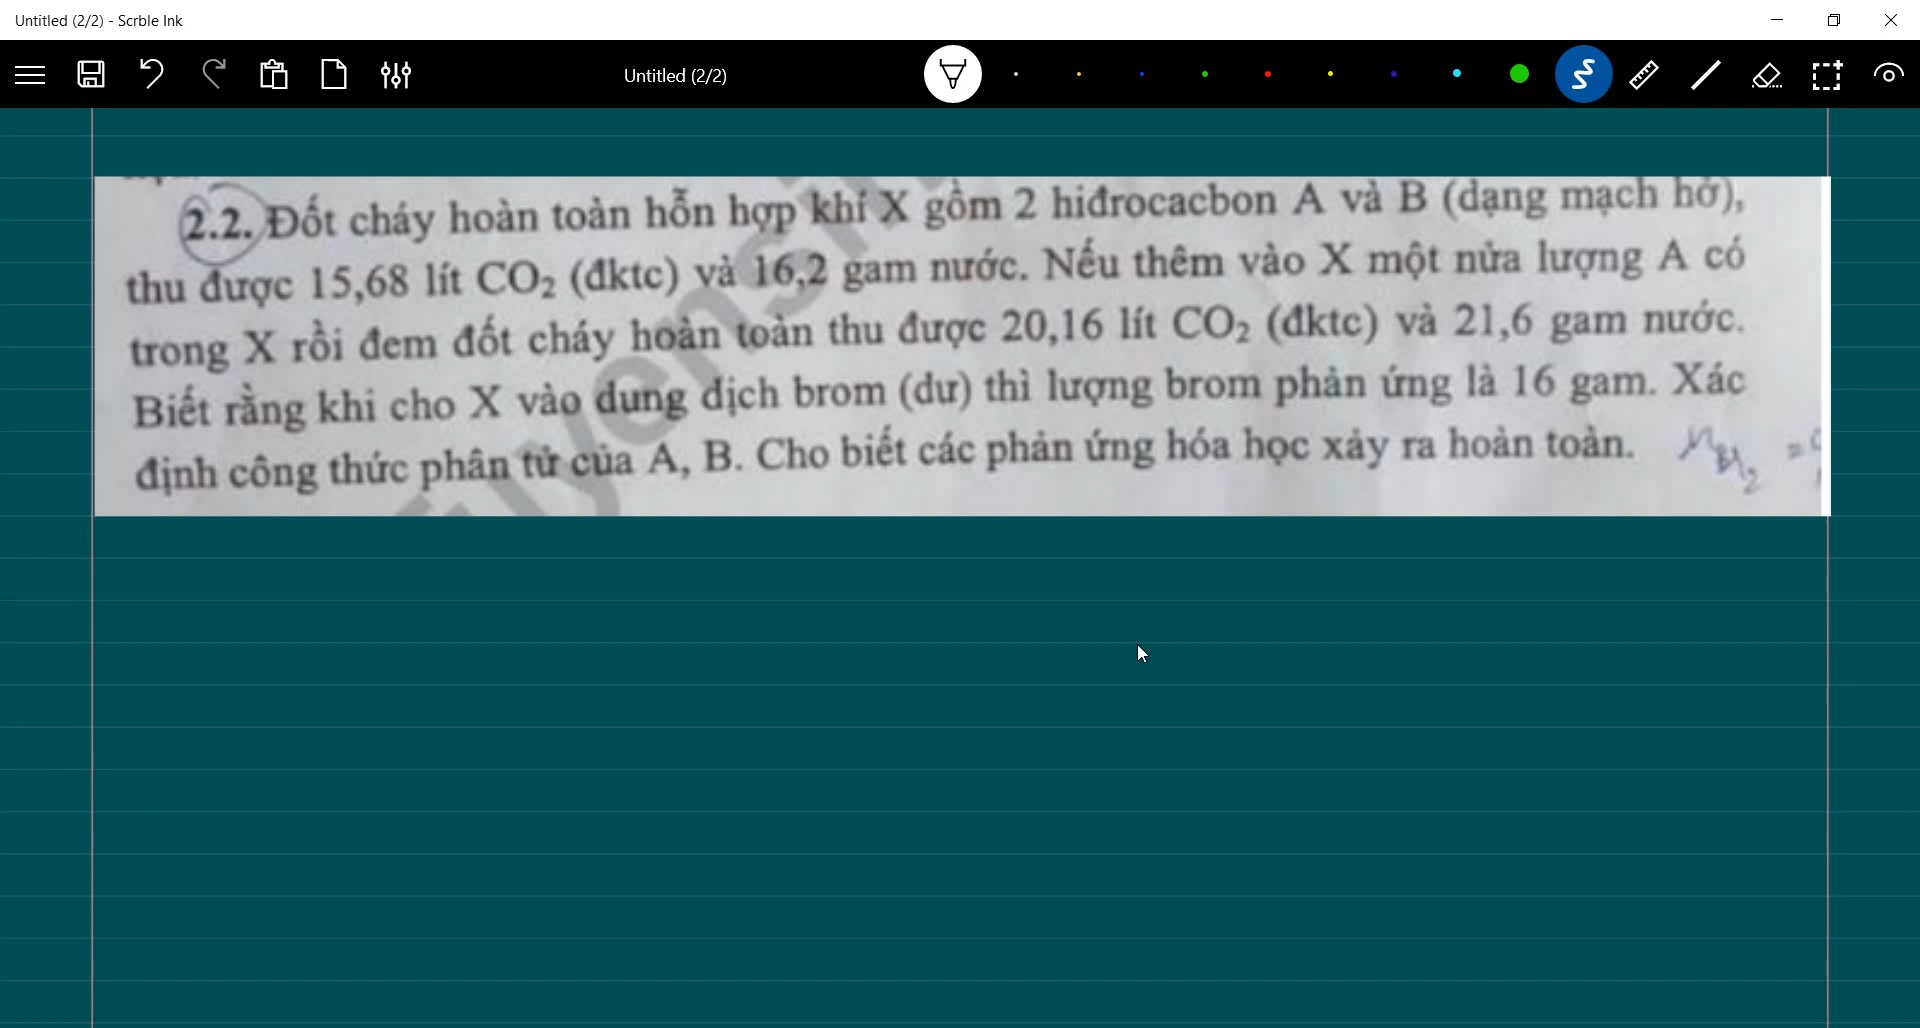 Untitled (2/2) - Scrble Ink
Untitled (2/2)
2.2. Đốt cháy hoàn toàn hỗn hợp khí X gồm 2 hiđrocacbon A và B (dạng mạch hở),
thu được 15,68 lít CO₂ (đktc) và 16,2 gam nước. Nếu thêm vào X một nửa lượng A có
trong X rồi đem đốt cháy hoàn toàn thu được 20,16 lít CO₂ (đktc) và 21,6 gam nước.
Biết rằng khi cho X vào dung dịch brom (dư) thì lượng brom phản ứng là 16 gam. Xác
định công thức phân tử của A, B. Cho biết các phản ứng hóa học xảy ra hoàn toàn.